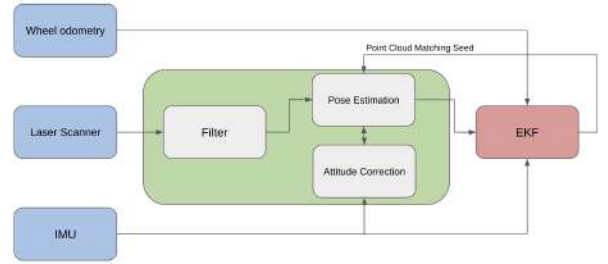 Wheel odometry
Point Cloud Matching Seed
Pose Estimation
Laser Scanner
Filter
EKF
Attitude Correction
IMU